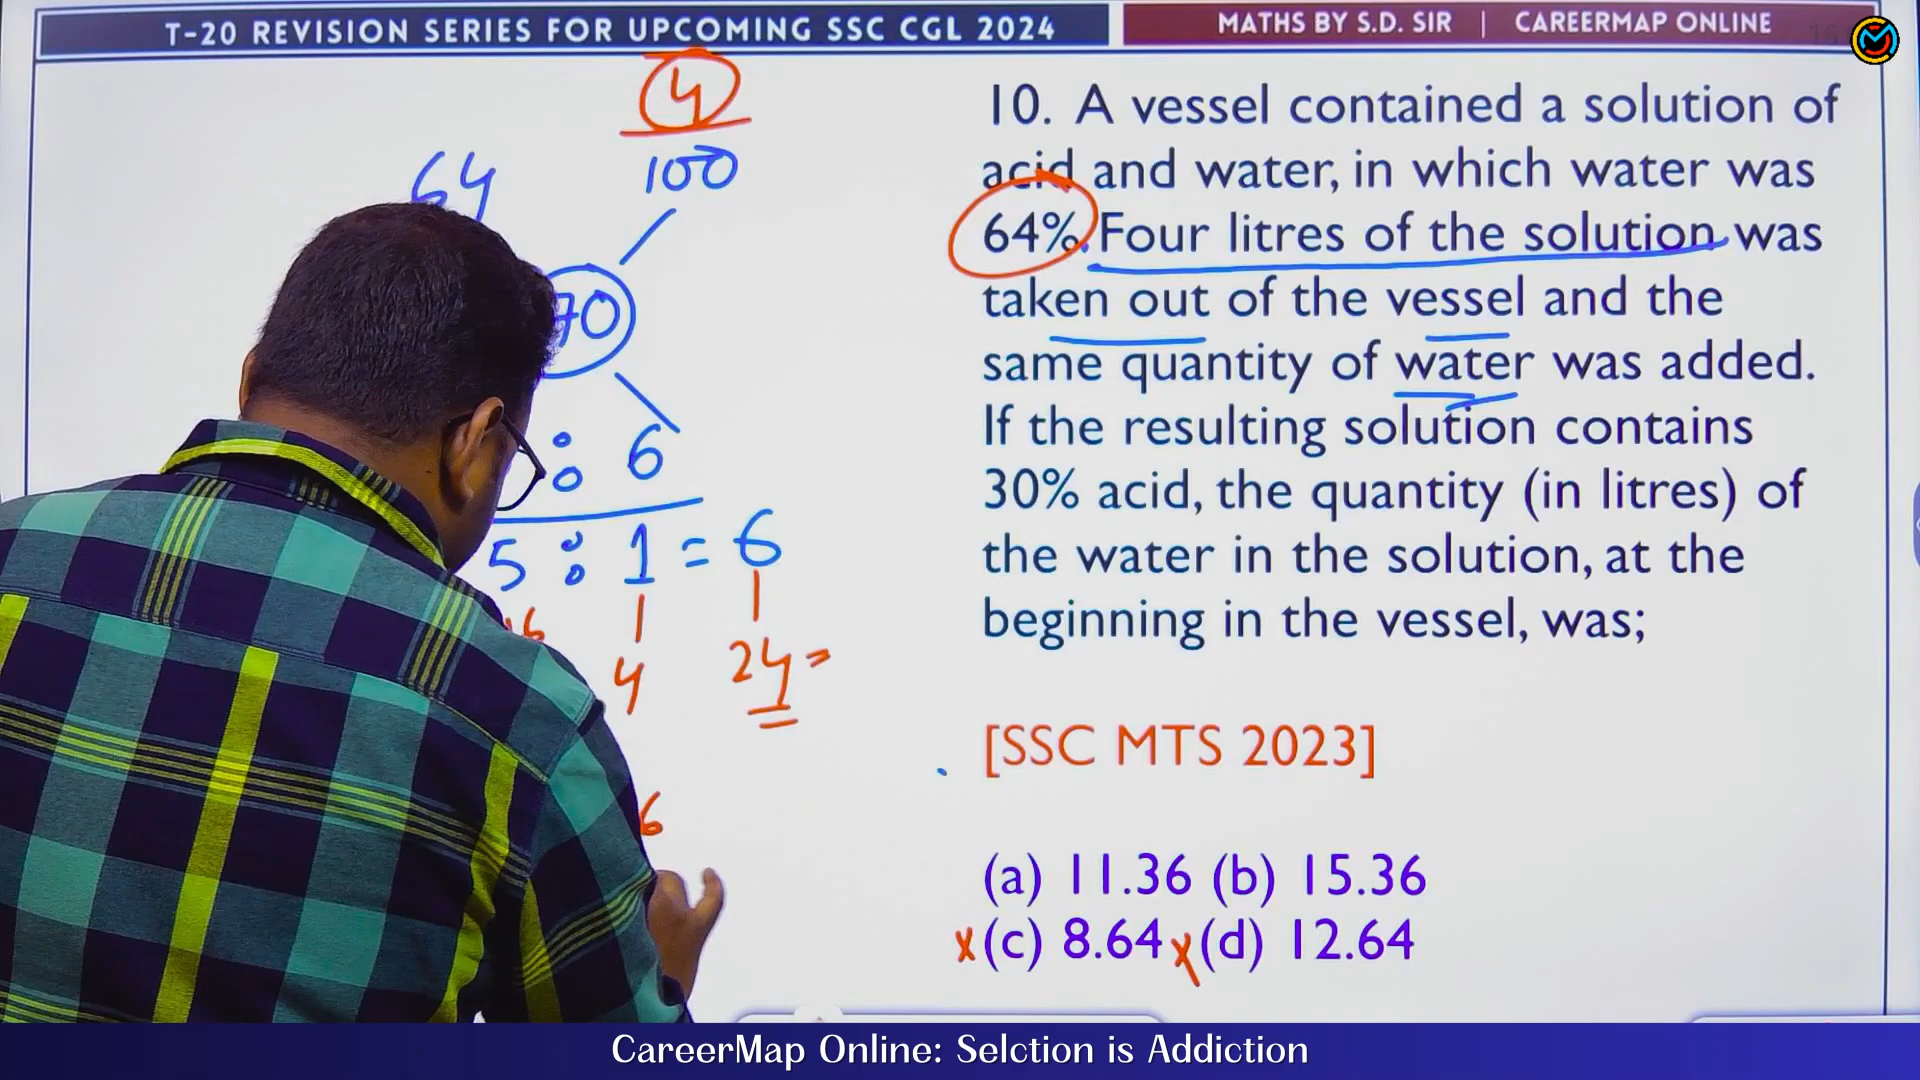 T-20 REVISION SERIES FOR UPCOMING SSC CGL 2024
MATHS BY S.D. SIR | CAREERMAP ONLINE
4
100
64
70
: 6
5 : 1 = 6
4
24 =
6
10. A vessel contained a solution of
acid and water, in which water was
64%. Four litres of the solution was
taken out of the vessel and the
same quantity of water was added.
If the resulting solution contains
30% acid, the quantity (in litres) of
the water in the solution, at the
beginning in the vessel, was;
[SSC MTS 2023]
(a) 11.36 (b) 15.36
x (c) 8.64 x (d) 12.64
CareerMap Online: Selction is Addiction